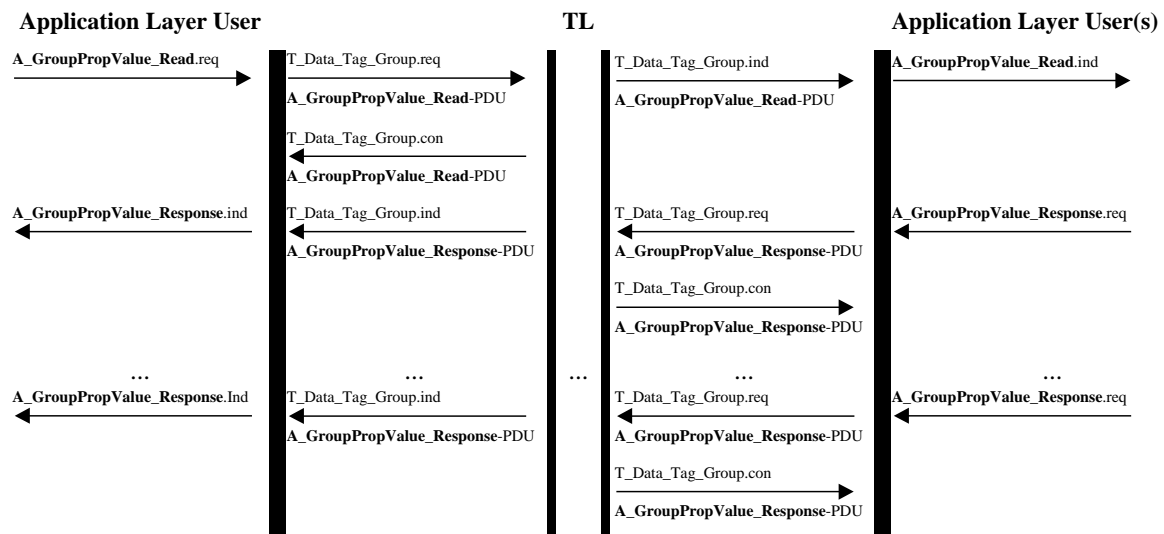 Application Layer User TL Application Layer User(s)
A_GroupPropValue_Read.req T_Data_Tag_Group.req T_Data_Tag_Group.ind A_GroupPropValue_Read.ind
A_GroupPropValue_Read-PDU A_GroupPropValue_Read-PDU
T_Data_Tag_Group.con
A_GroupPropValue_Read-PDU
A_GroupPropValue_Response.ind T_Data_Tag_Group.ind T_Data_Tag_Group.req A_GroupPropValue_Response.req
A_GroupPropValue_Response-PDU A_GroupPropValue_Response-PDU
T_Data_Tag_Group.con
A_GroupPropValue_Response-PDU
… … … … …
A_GroupPropValue_Response.Ind T_Data_Tag_Group.ind T_Data_Tag_Group.req A_GroupPropValue_Response.req
A_GroupPropValue_Response-PDU A_GroupPropValue_Response-PDU
T_Data_Tag_Group.con
A_GroupPropValue_Response-PDU